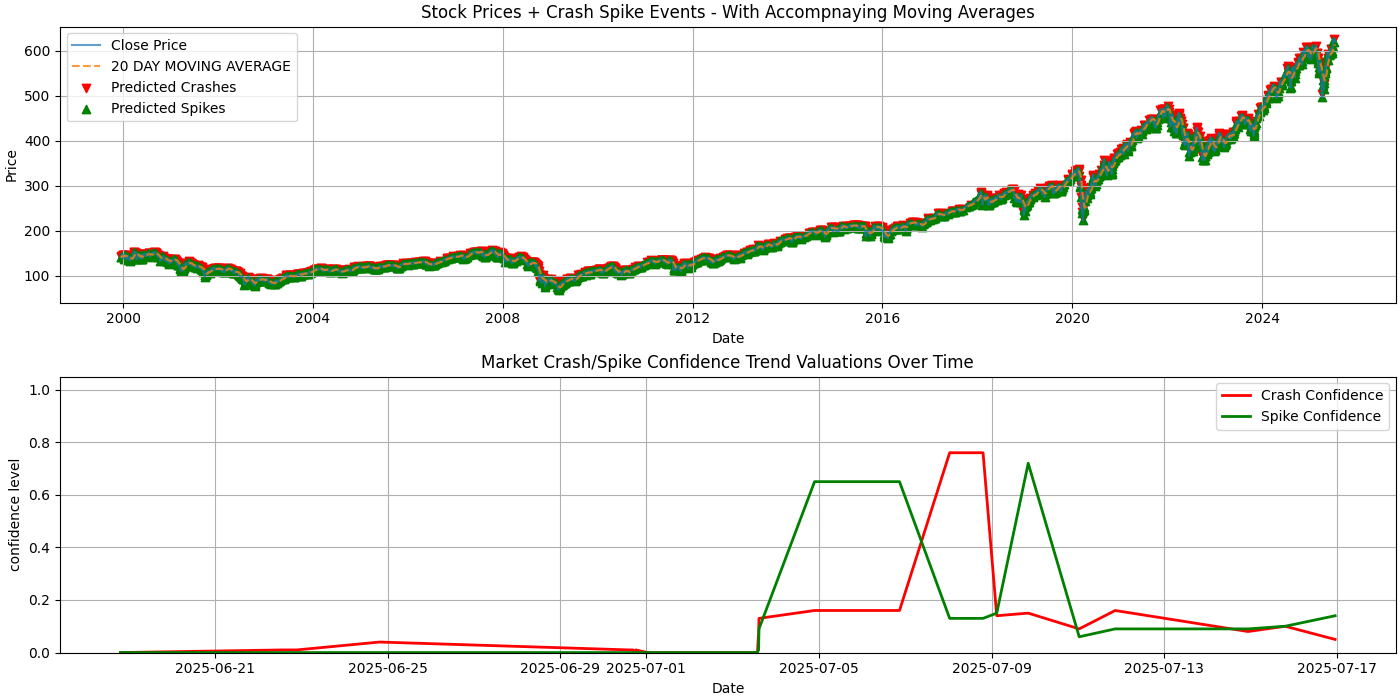 Stock Prices + Crash Spike Events - With Accompnaying Moving Averages
Close Price
20 DAY MOVING AVERAGE
Predicted Crashes
Predicted Spikes
Price
600
500
400
300
200
100
2000 2004 2008 2012 2016 2020 2024
Date
Market Crash/Spike Confidence Trend Valuations Over Time
Crash Confidence
Spike Confidence
confidence level
1.0
0.8
0.6
0.4
0.2
0.0
2025-06-21 2025-06-25 2025-06-29 2025-07-01 2025-07-05 2025-07-09 2025-07-13 2025-07-17
Date